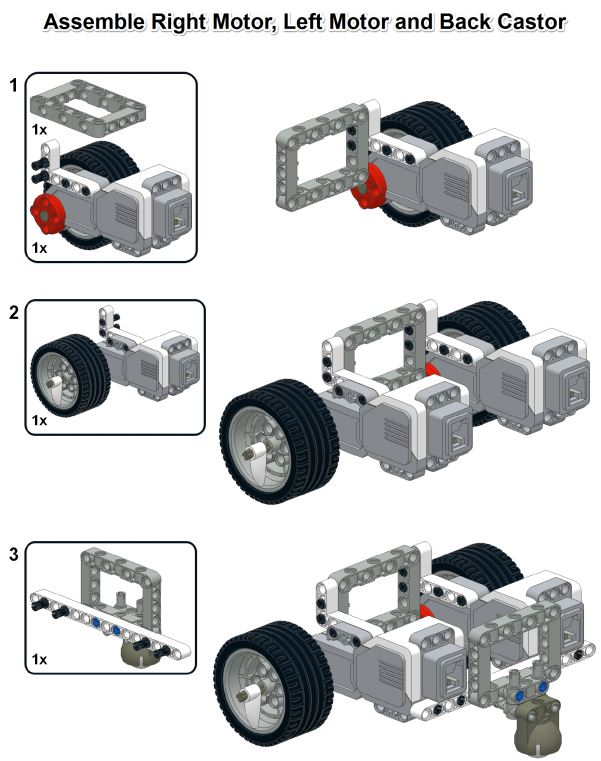 Assemble Right Motor, Left Motor and Back Castor
1
1x
1x
2
1x
3
1x